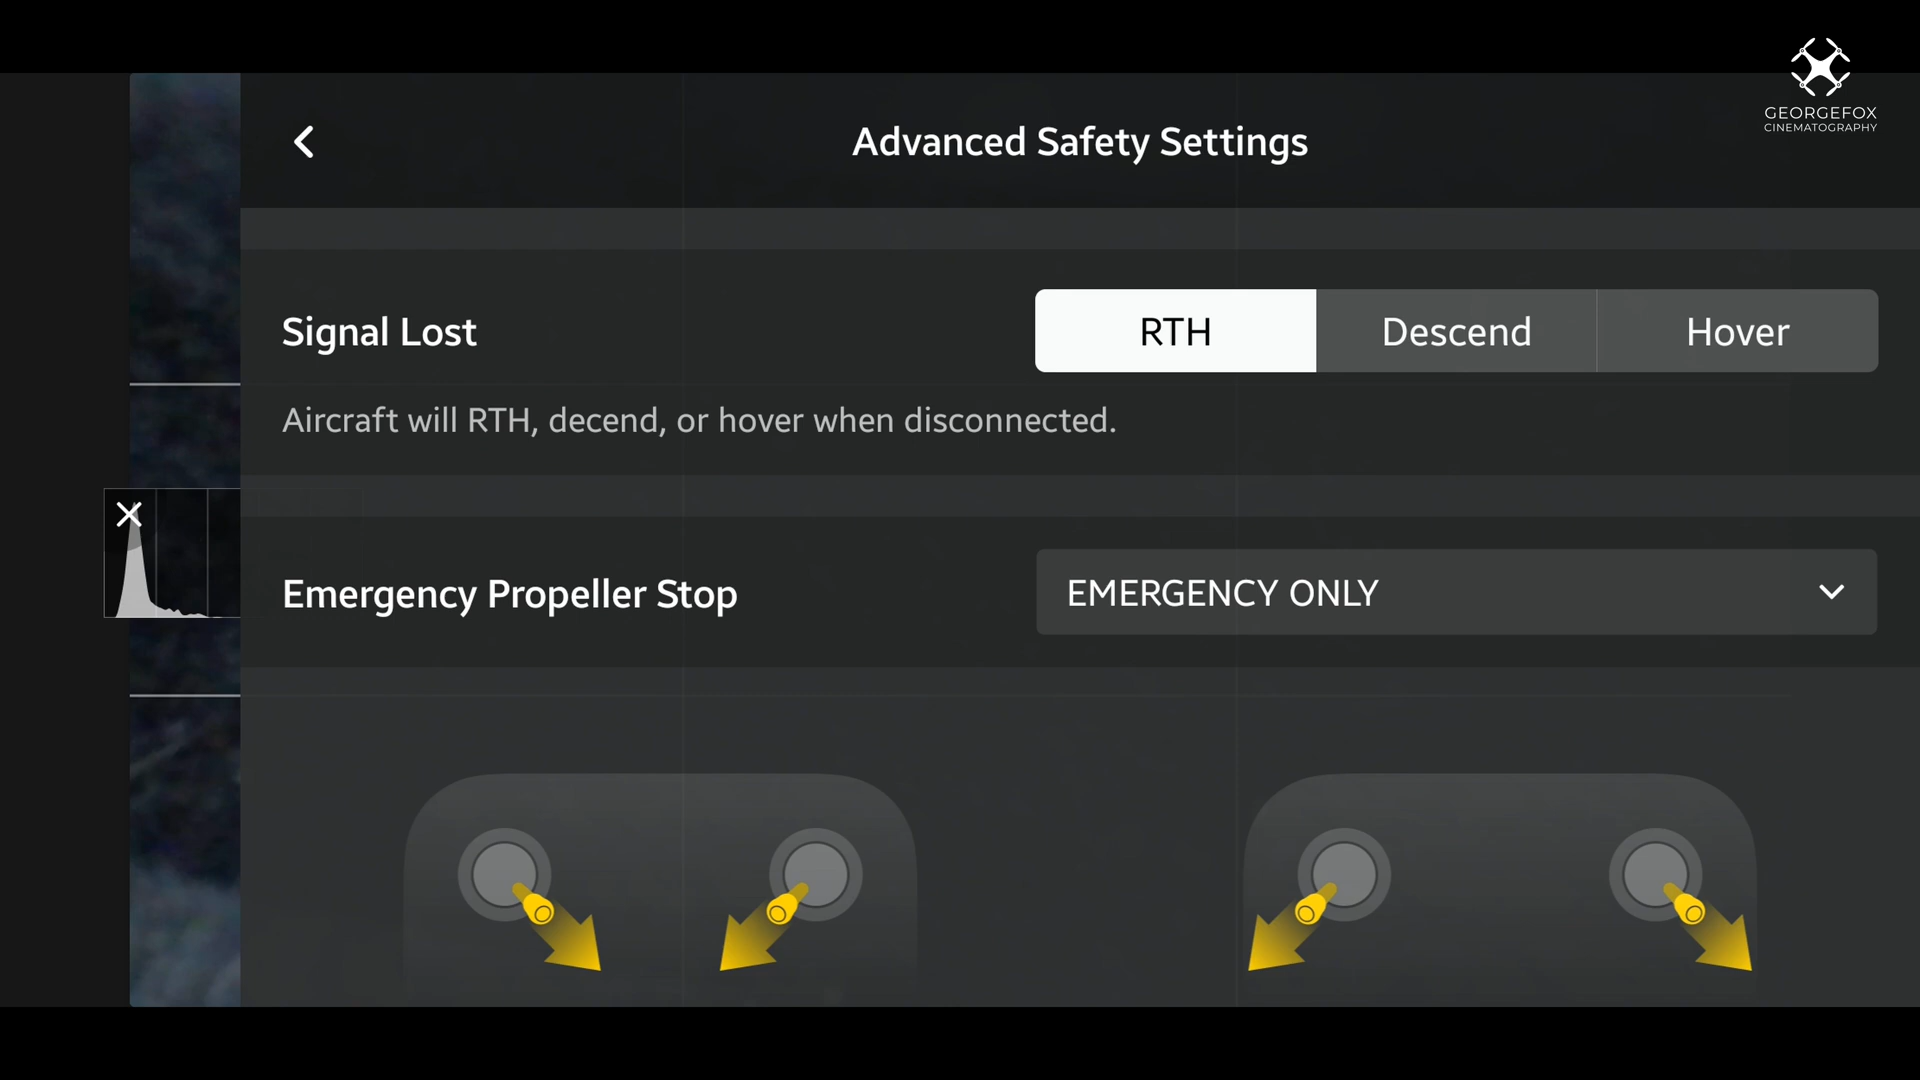 GEORGEFOX
CINEMATOGRAPHY
Advanced Safety Settings
Signal Lost
RTH
Descend
Hover
Aircraft will RTH, decend, or hover when disconnected.
Emergency Propeller Stop
EMERGENCY ONLY